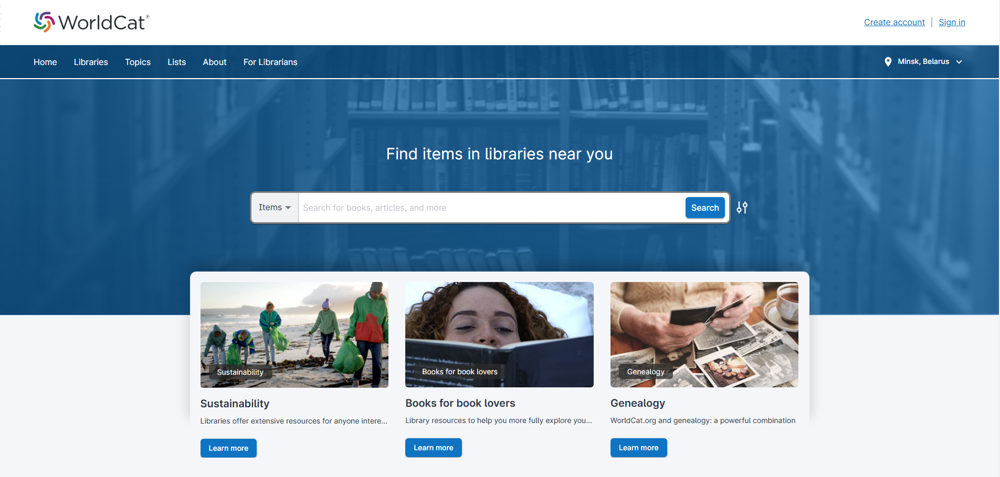 WorldCat®
Create account
Sign in
Home
Libraries
Topics
Lists
About
For Librarians
Minsk, Belarus
Find items in libraries near you
Items
Search for books, articles, and more
Search
Sustainability
Books for book lovers
Genealogy
Sustainability
Libraries offer extensive resources for anyone intere...
Learn more
Books for book lovers
Library resources to help you more fully explore you...
Learn more
Genealogy
WorldCat.org and genealogy: a powerful combination
Learn more